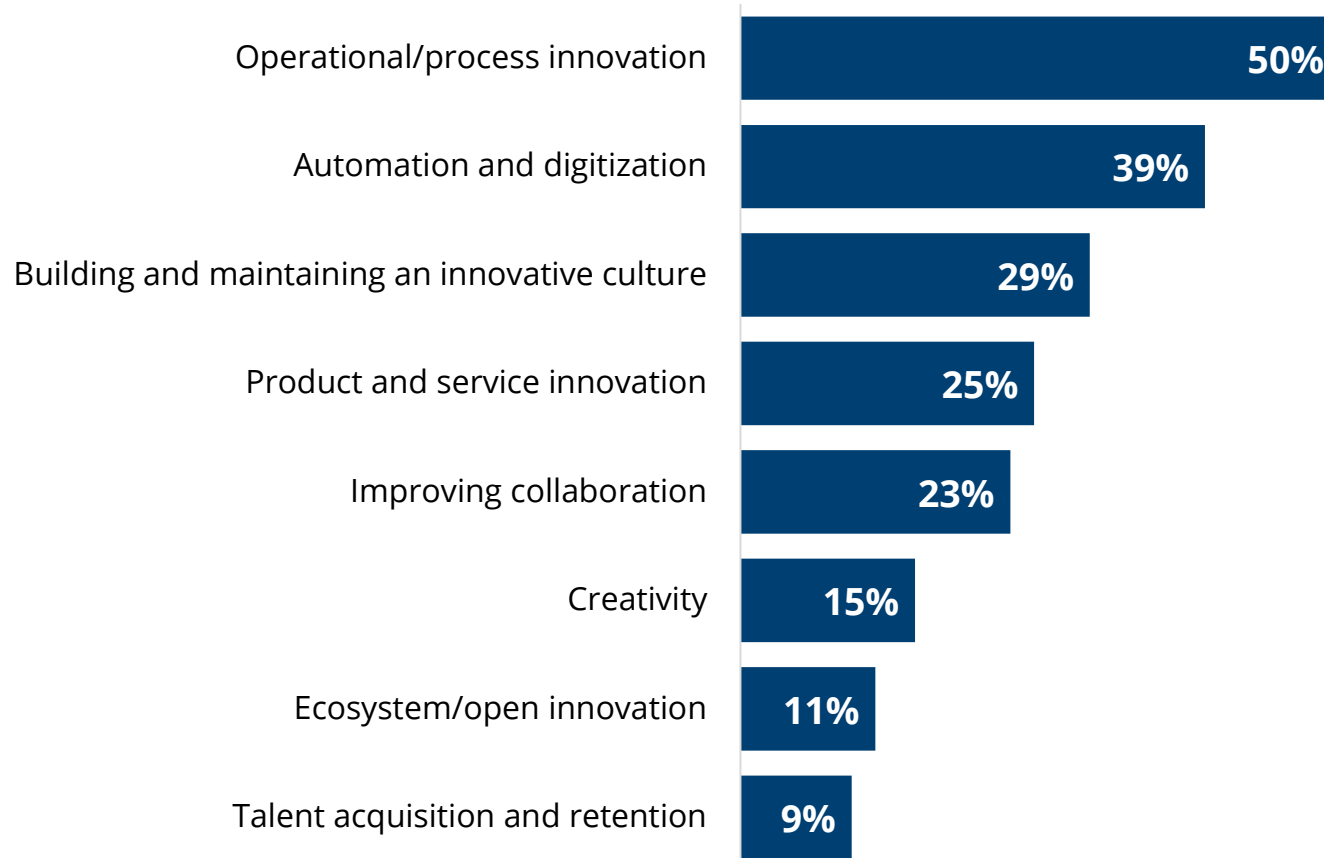 Operational/process innovation 50%
Automation and digitization 39%
Building and maintaining an innovative culture 29%
Product and service innovation 25%
Improving collaboration 23%
Creativity 15%
Ecosystem/open innovation 11%
Talent acquisition and retention 9%